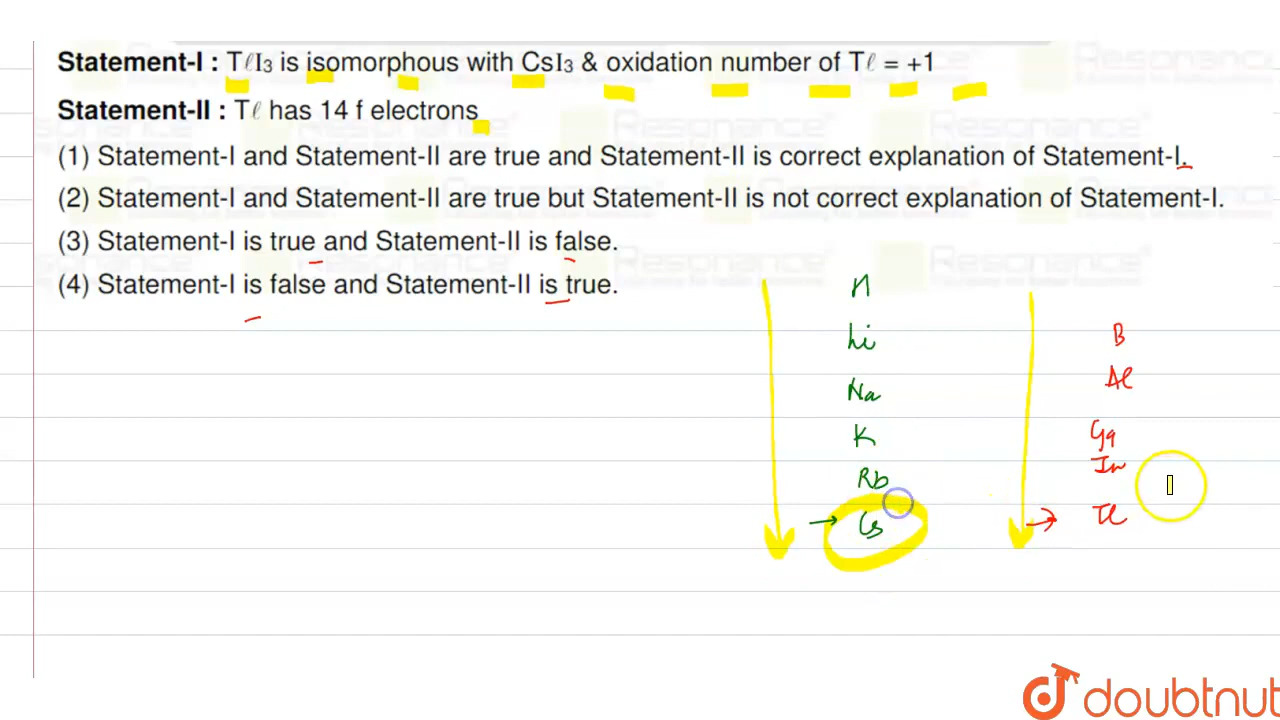 Statement-I : TℓI₃ is isomorphous with CsI₃ & oxidation number of Tℓ = +1
Statement-II : Tℓ has 14 f electrons
(1) Statement-I and Statement-II are true and Statement-II is correct explanation of Statement-I.
(2) Statement-I and Statement-II are true but Statement-II is not correct explanation of Statement-I.
(3) Statement-I is true and Statement-II is false.
(4) Statement-I is false and Statement-II is true.
H
Li
Na
K
Rb
Cs
B
Al
Ga
In
Tl
doubtnut